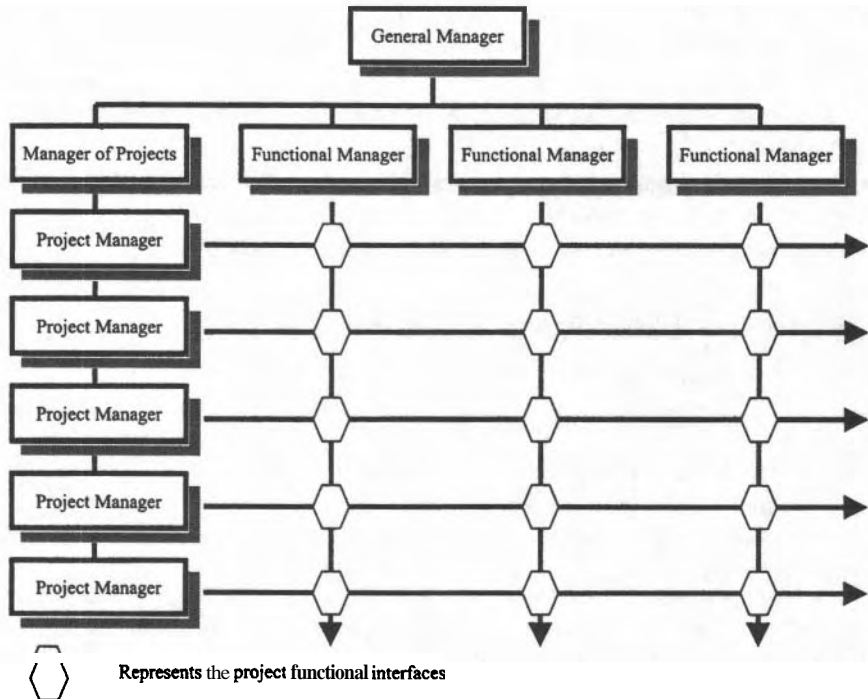 General Manager
Manager of Projects
Functional Manager
Functional Manager
Functional Manager
Project Manager
Project Manager
Project Manager
Project Manager
Project Manager
Represents the project functional interfaces